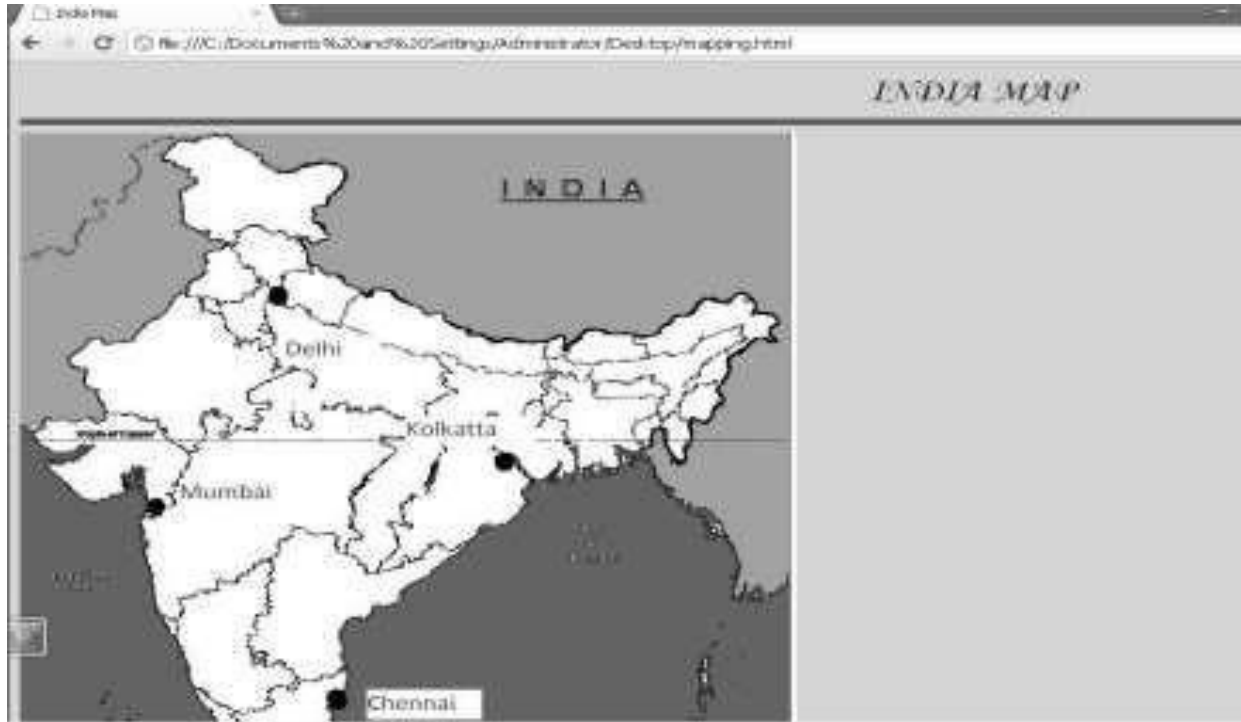 India Map
file:///C:/Documents%20and%20Settings/Administrator/Desktop/mapping.html
INDIA MAP
INDIA
Delhi
Kolkatta
Mumbai
Chennai